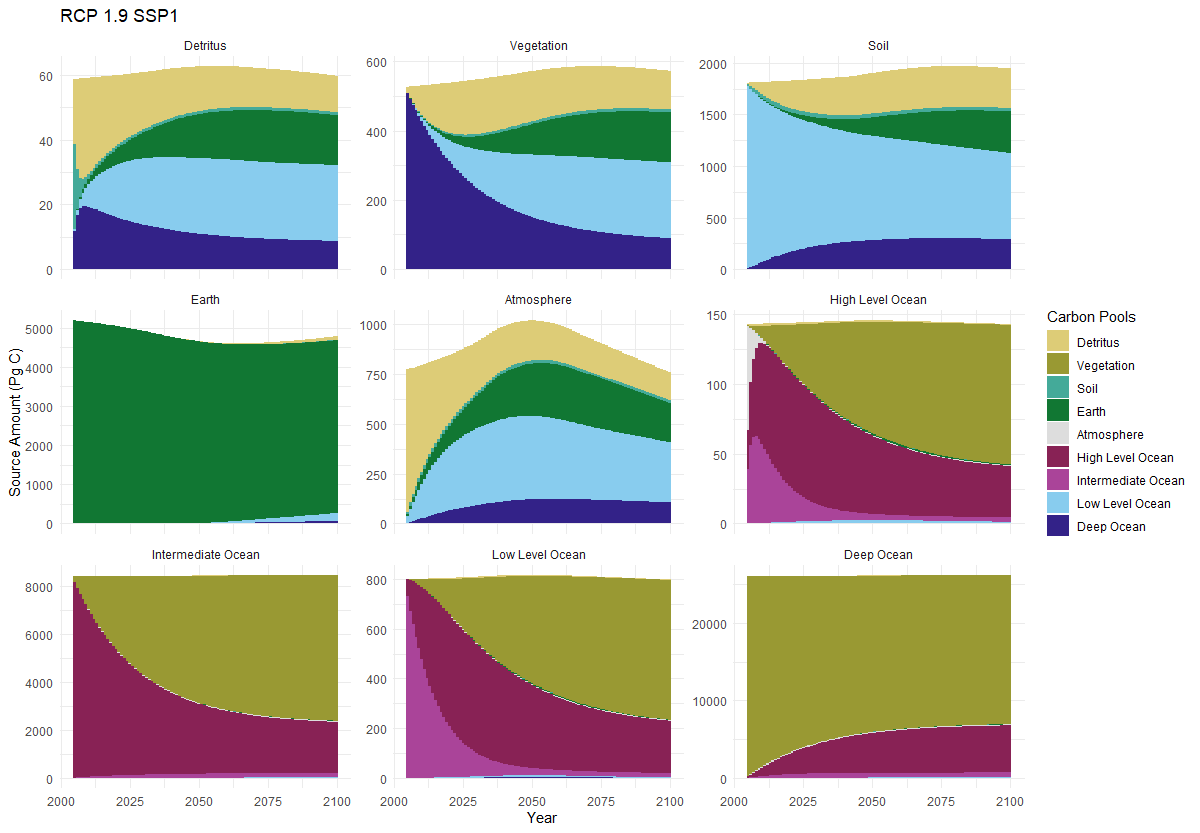 RCP 1.9 SSP1
Detritus
Vegetation
Soil
60
40
20
0
600
400
200
0
2000
1500
1000
500
0
Earth
Atmosphere
High Level Ocean
5000
4000
3000
2000
1000
0
1000
750
500
250
0
150
100
50
0
Source Amount (Pg C)
Intermediate Ocean
Low Level Ocean
Deep Ocean
8000
6000
4000
2000
0
800
600
400
200
0
20000
10000
0
2000 2025 2050 2075 2100
2000 2025 2050 2075 2100
2000 2025 2050 2075 2100
Year
Carbon Pools
Detritus
Vegetation
Soil
Earth
Atmosphere
High Level Ocean
Intermediate Ocean
Low Level Ocean
Deep Ocean